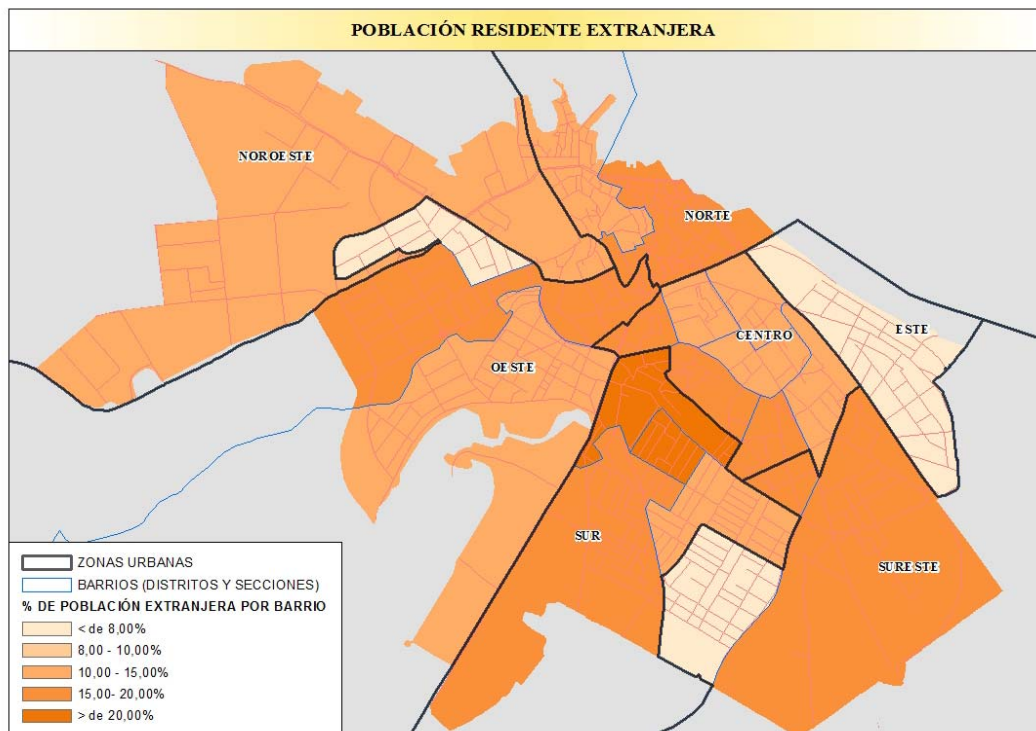 POBLACIÓN RESIDENTE EXTRANJERA
NOROESTE
NORTE
CENTRO
ESTE
OESTE
SUR
SURESTE
ZONAS URBANAS
BARRIOS (DISTRITOS Y SECCIONES)
% DE POBLACIÓN EXTRANJERA POR BARRIO
< de 8,00%
8,00 - 10,00%
10,00 - 15,00%
15,00- 20,00%
> de 20,00%